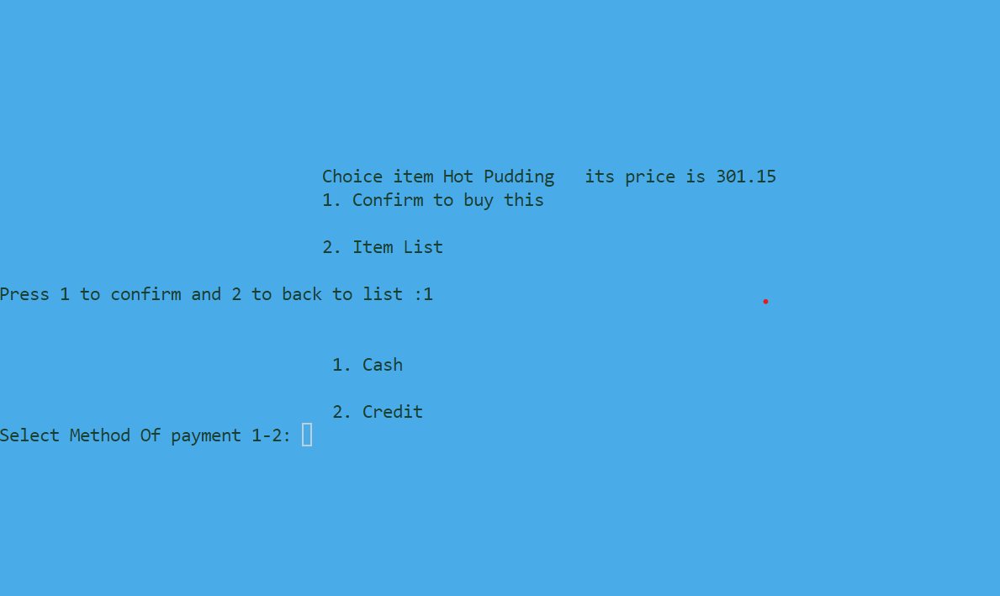 Choice item Hot Pudding   its price is 301.15
1. Confirm to buy this
2. Item List
Press 1 to confirm and 2 to back to list :1
1. Cash
2. Credit
Select Method Of payment 1-2: